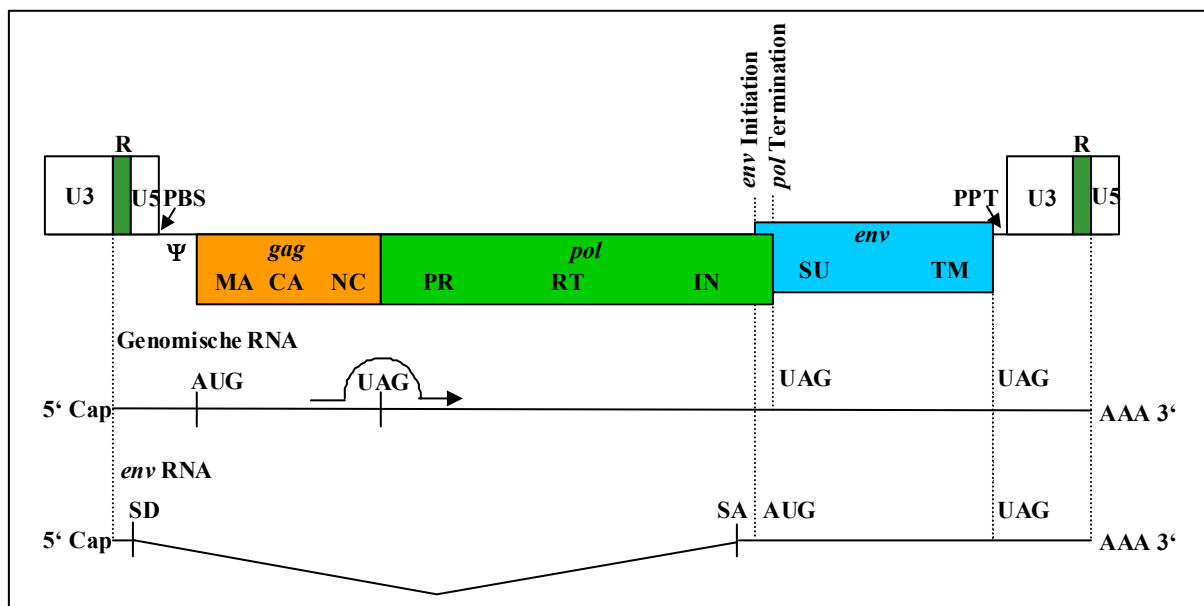 env Initiation
pol Termination
R
R
U3
U5
PBS
PPT
U3
U5
Ψ
gag
pol
env
MA CA NC
PR
RT
IN
SU
TM
Genomische RNA
AUG
UAG
UAG
UAG
5‘ Cap
AAA 3‘
env RNA
SD
SA
AUG
UAG
5‘ Cap
AAA 3‘